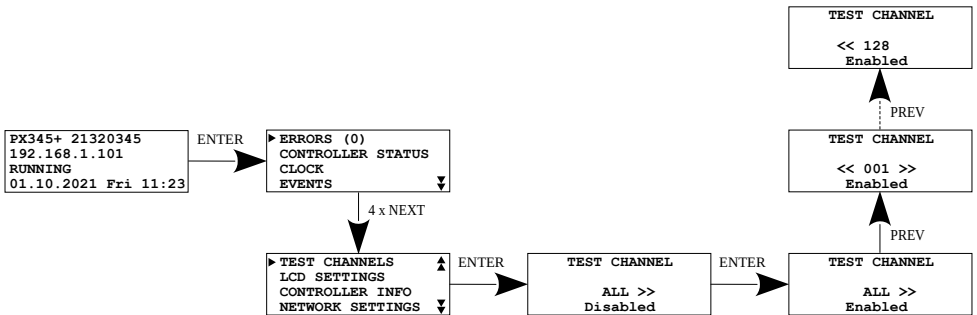 PX345+ 21320345
192.168.1.101
RUNNING
01.10.2021 Fri 11:23
ENTER
ERRORS (0)
CONTROLLER STATUS
CLOCK
EVENTS
4 x NEXT
TEST CHANNELS
LCD SETTINGS
CONTROLLER INFO
NETWORK SETTINGS
ENTER
TEST CHANNEL
ALL >>
Disabled
ENTER
TEST CHANNEL
ALL >>
Enabled
PREV
TEST CHANNEL
<< 001 >>
Enabled
PREV
TEST CHANNEL
<< 128
Enabled